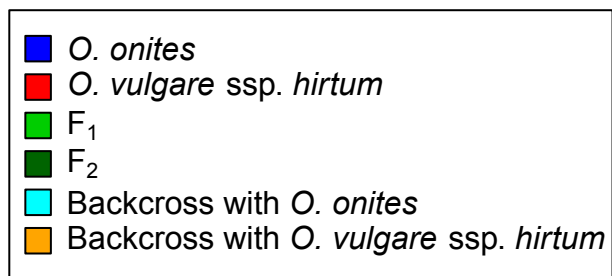 O. onites
O. vulgare ssp. hirtum
F₁
F₂
Backcross with O. onites
Backcross with O. vulgare ssp. hirtum